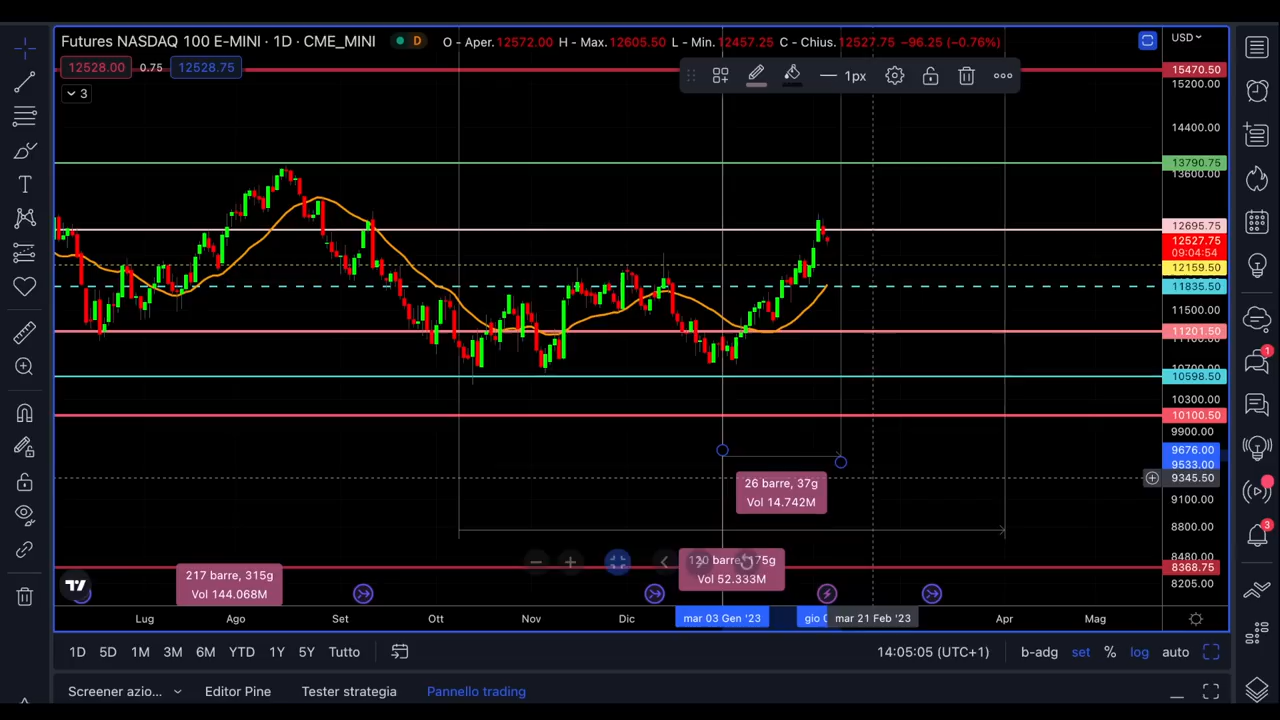 Futures NASDAQ 100 E-MINI · 1D · CME_MINI D O - Aper. 12572.00 H - Max. 12605.50 L - Min. 12457.25 C - Chius. 12527.75 −96.25 (−0.76%)
USD
12528.00 0.75 12528.75
3
1px
15470.50
15200.00
14400.00
13790.75
13600.00
12695.75
12527.75
09:04:54
12159.50
11835.50
11500.00
11201.50
10598.50
10300.00
10100.50
9900.00
9676.00
9533.00
9345.50
9100.00
8800.00
8480.00
8368.75
8205.00
26 barre, 37g
Vol 14.742M
120 barre, 175g
Vol 52.333M
217 barre, 315g
Vol 144.068M
1
3
Lug Ago Set Ott Nov Dic mar 03 Gen '23 gio mar 21 Feb '23 Apr Mag
1D 5D 1M 3M 6M YTD 1Y 5Y Tutto 14:05:05 (UTC+1) b-adg set % log auto
Screener azio... Editor Pine Tester strategia Pannello trading